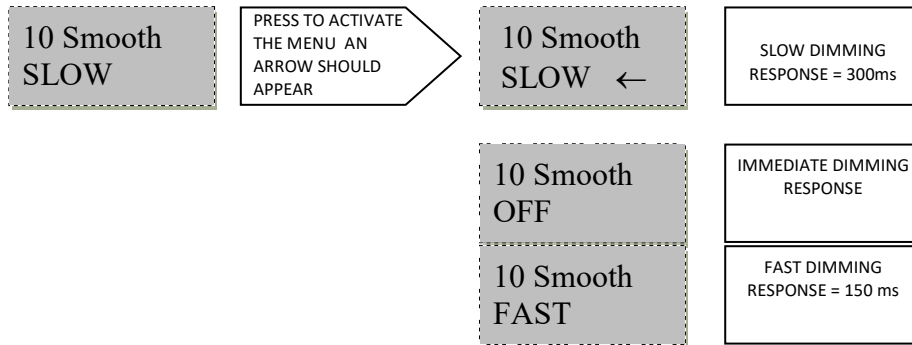 10 Smooth
SLOW
PRESS TO ACTIVATE
THE MENU AN
ARROW SHOULD
APPEAR
10 Smooth
SLOW ←
SLOW DIMMING
RESPONSE = 300ms
10 Smooth
OFF
IMMEDIATE DIMMING
RESPONSE
10 Smooth
FAST
FAST DIMMING
RESPONSE = 150 ms